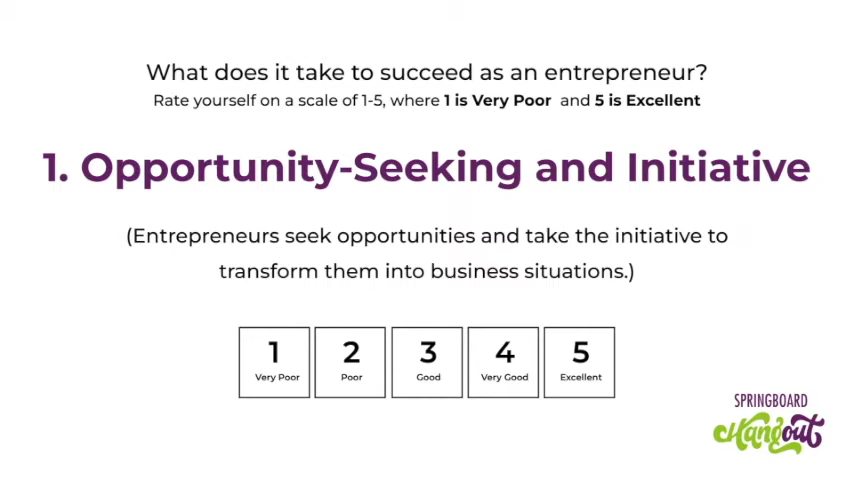 What does it take to succeed as an entrepreneur?
Rate yourself on a scale of 1-5, where 1 is Very Poor and 5 is Excellent
1. Opportunity-Seeking and Initiative
(Entrepreneurs seek opportunities and take the initiative to
transform them into business situations.)
1 2 3 4 5
Very Poor Poor Good Very Good Excellent
SPRINGBOARD
Hangout